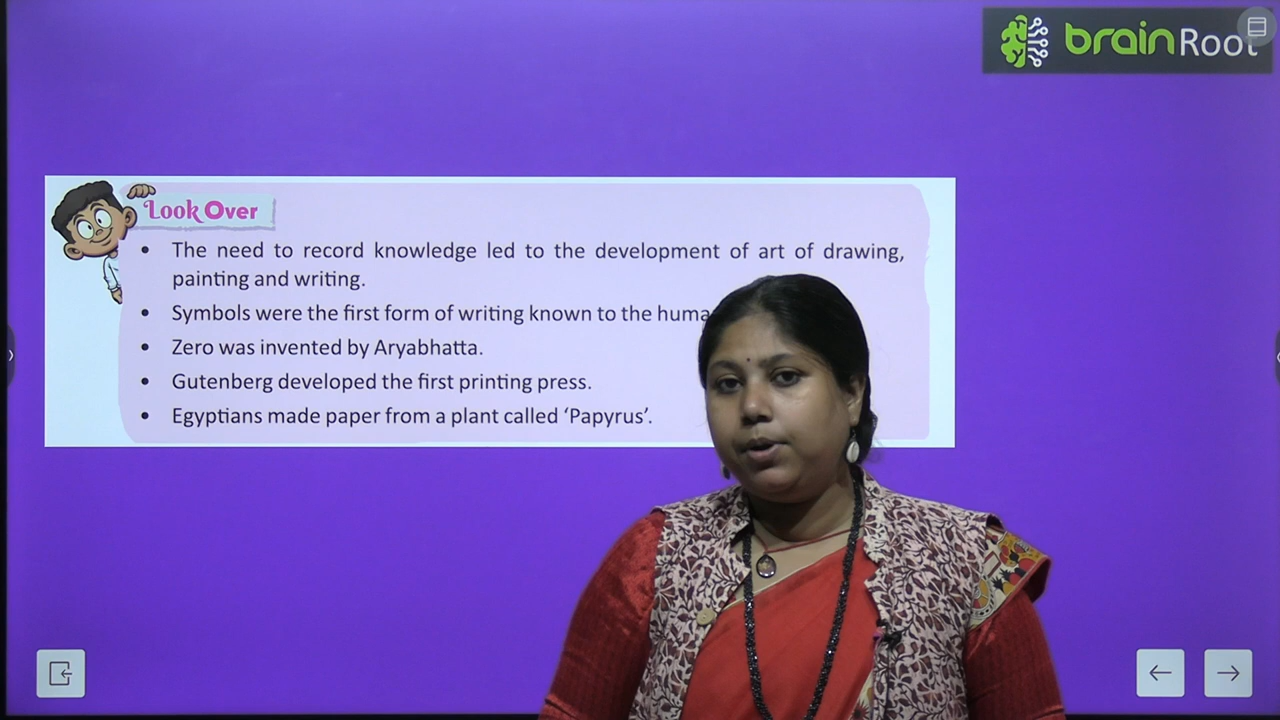 brainRoot
Look Over
• The need to record knowledge led to the development of art of drawing,
painting and writing.
• Symbols were the first form of writing known to the
• Zero was invented by Aryabhatta.
• Gutenberg developed the first printing press.
• Egyptians made paper from a plant called ‘Papyrus’.